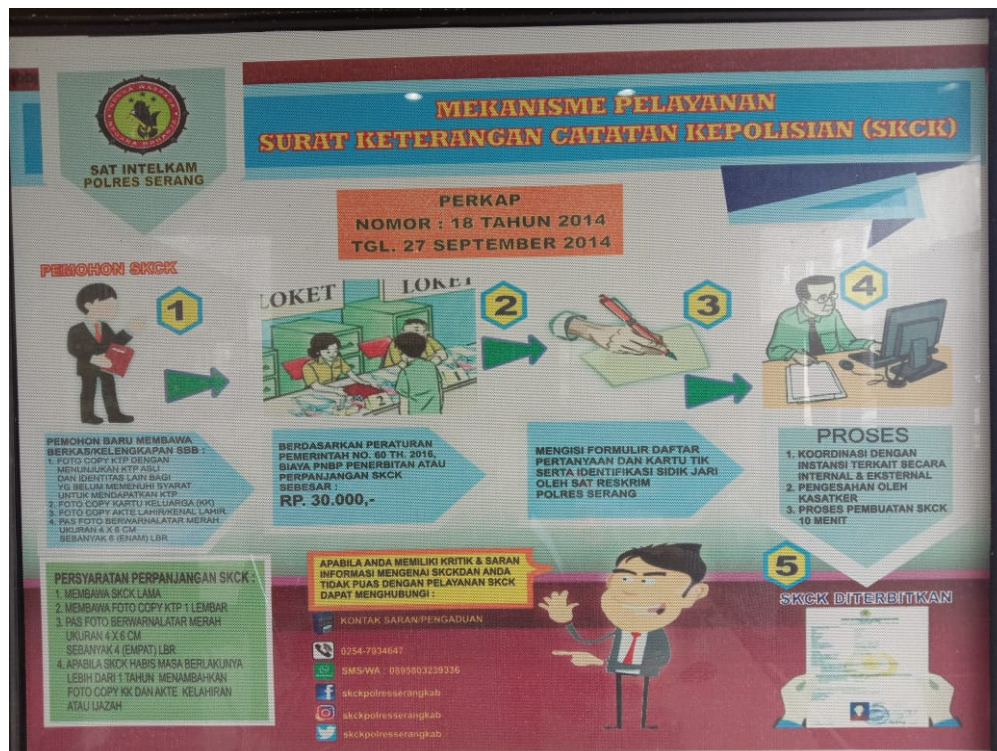 SAT INTELKAM
POLRES SERANG
MEKANISME PELAYANAN
SURAT KETERANGAN CATATAN KEPOLISIAN (SKCK)
PERKAP
NOMOR : 18 TAHUN 2014
TGL. 27 SEPTEMBER 2014
PEMOHON SKCK
1
LOKET
LOKET
2
3
4
PEMOHON BARU MEMBAWA
BERKAS/KELENGKAPAN SBB :
1. FOTO COPY KTP DENGAN
MENUNJUKAN KTP ASLI
DAN IDENTITAS LAIN BAGI
YG BELUM MEMENUHI SYARAT
UNTUK MENDAPATKAN KTP
2. FOTO COPY KARTU KELUARGA (KK)
3. FOTO COPY AKTE LAHIR/KENAL LAHIR.
4. PAS FOTO BERWARNALATAR MERAH
UKURAN 4 X 6 CM
SEBANYAK 6 (ENAM) LBR
BERDASARKAN PERATURAN
PEMERINTAH NO. 60 TH. 2016,
BIAYA PNBP PENERBITAN ATAU
PERPANJANGAN SKCK
SEBESAR :
RP. 30.000,-
MENGISI FORMULIR DAFTAR
PERTANYAAN DAN KARTU TIK
SERTA IDENTIFIKASI SIDIK JARI
OLEH SAT RESKRIM
POLRES SERANG
PROSES
1. KOORDINASI DENGAN
INSTANSI TERKAIT SECARA
INTERNAL & EKSTERNAL
2. PENGESAHAN OLEH
KASATKER
3. PROSES PEMBUATAN SKCK
10 MENIT
PERSYARATAN PERPANJANGAN SKCK :
1. MEMBAWA SKCK LAMA
2. MEMBAWA FOTO COPY KTP 1 LEMBAR
3. PAS FOTO BERWARNALATAR MERAH
UKURAN 4 X 6 CM
SEBANYAK 4 (EMPAT) LBR
4. APABILA SKCK HABIS MASA BERLAKUNYA
LEBIH DARI 1 TAHUN MENAMBAHKAN
FOTO COPY KK DAN AKTE KELAHIRAN
ATAU IJAZAH
APABILA ANDA MEMILIKI KRITIK & SARAN
INFORMASI MENGENAI SKCKDAN ANDA
TIDAK PUAS DENGAN PELAYANAN SKCK
DAPAT MENGHUBUNGI :
KONTAK SARAN/PENGADUAN
0254-7934647
SMS/WA : 0895803239336
skckpolresserangkab
skckpolresserangkab
skckpolresserangkab
5
SKCK DITERBITKAN